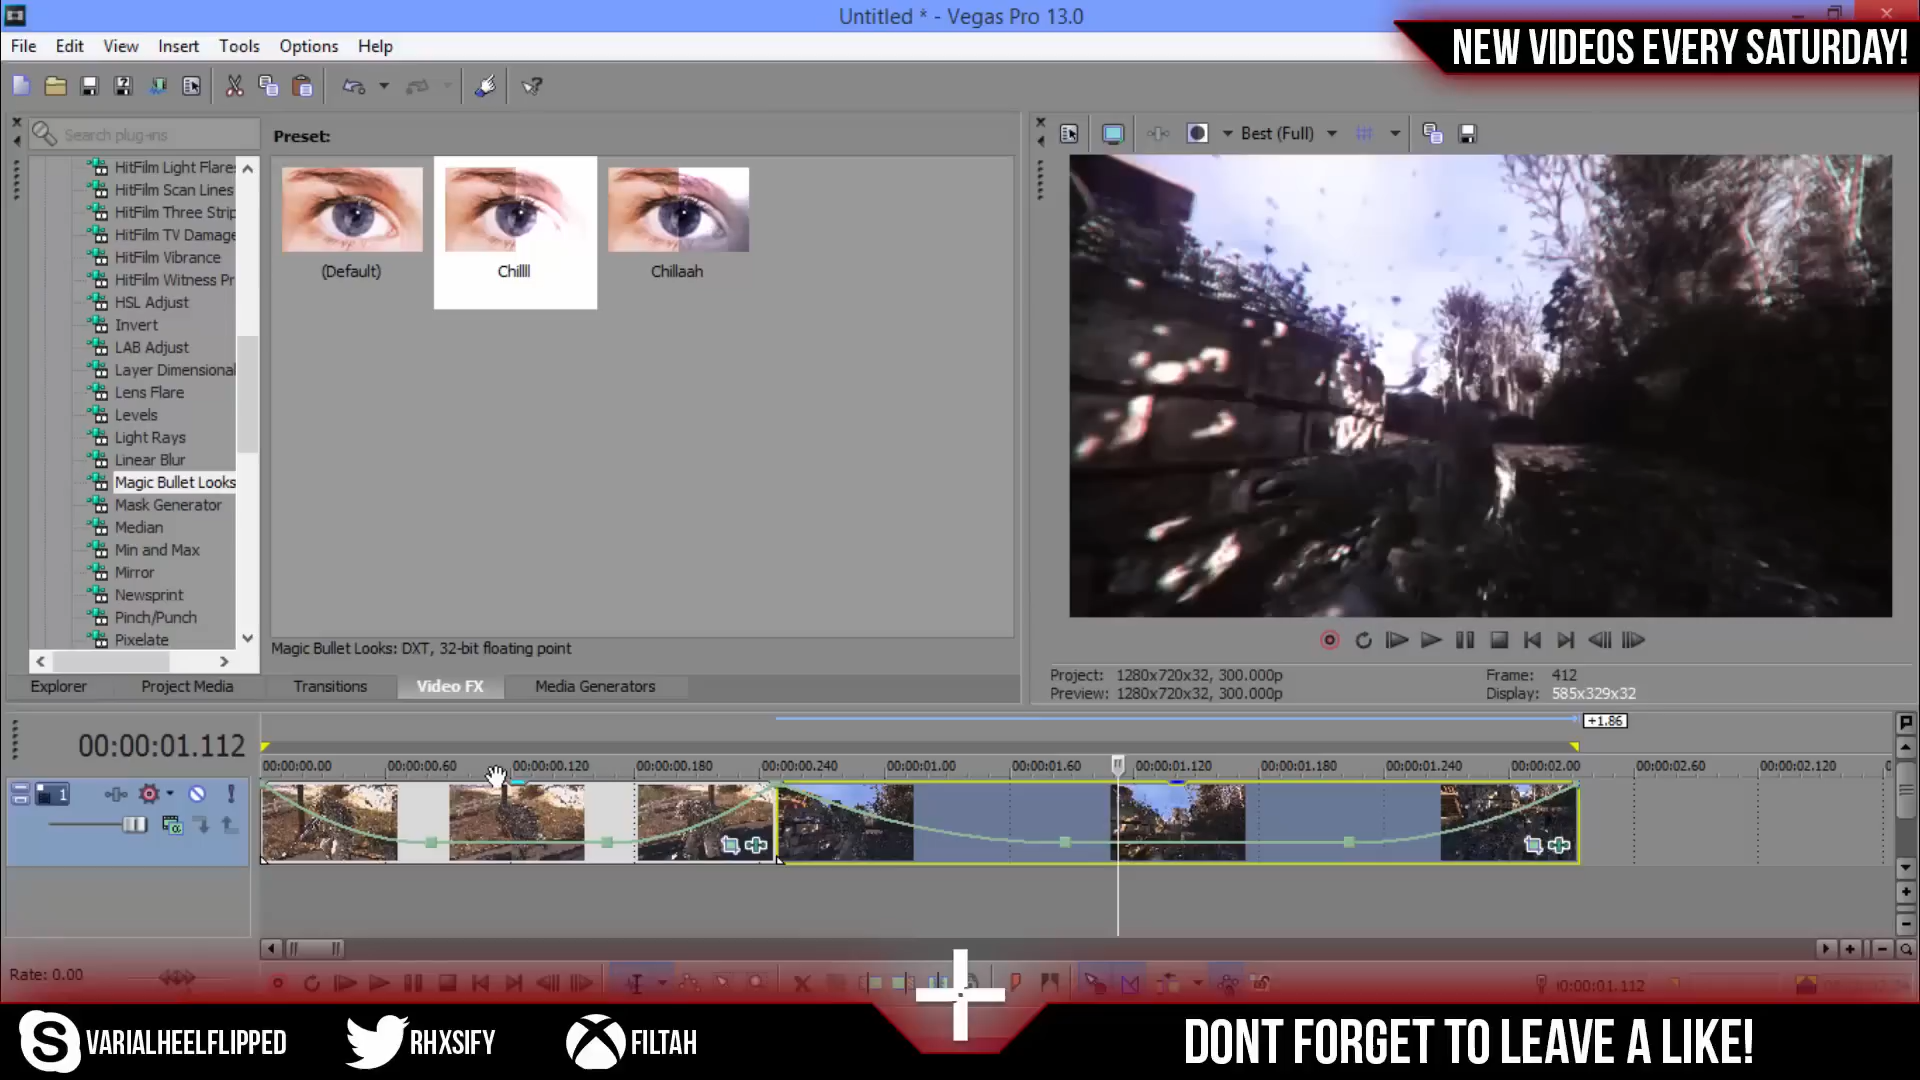 Untitled * - Vegas Pro 13.0
File Edit View Insert Tools Options Help
NEW VIDEOS EVERY SATURDAY!
Search plug-ins
Preset:
Best (Full)
HitFilm Light Flares
HitFilm Scan Lines
HitFilm Three Strip
HitFilm TV Damage
HitFilm Vibrance
HitFilm Witness Pr
HSL Adjust
Invert
LAB Adjust
Layer Dimensional
Lens Flare
Levels
Light Rays
Linear Blur
Magic Bullet Looks
Mask Generator
Median
Min and Max
Mirror
Newsprint
Pinch/Punch
Pixelate
(Default) Chillll Chillaah
Magic Bullet Looks: DXT, 32-bit floating point
Explorer Project Media Transitions Video FX Media Generators
Project: 1280x720x32, 300.000p Frame: 412
Preview: 1280x720x32, 300.000p Display: 585x329x32
+1.86
00:00:01.112
00:00:00.00 00:00:00.60 00:00:00.120 00:00:00.180 00:00:00.240 00:00:01.00 00:00:01.60 00:00:01.120 00:00:01.180 00:00:01.240 00:00:02.00 00:00:02.60 00:00:02.120
1
Rate: 0.00
00:00:01.112
VARIALHEELFLIPPED RHXSIFY FILTAH
DONT FORGET TO LEAVE A LIKE!